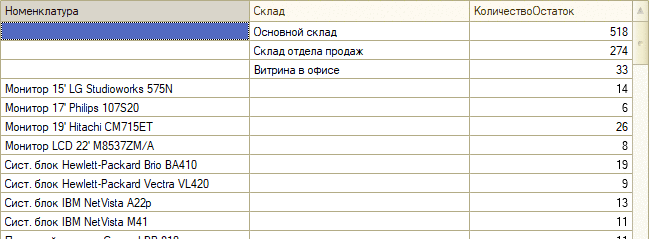 Номенклатура Склад КоличествоОстаток
Основной склад 518
Склад отдела продаж 274
Витрина в офисе 33
Монитор 15' LG Studioworks 575N 14
Монитор 17' Philips 107S20 6
Монитор 19' Hitachi CM715ET 26
Монитор LCD 22' M8537ZM/A 8
Сист. блок Hewlett-Packard Brio BA410 19
Сист. блок Hewlett-Packard Vectra VL420 9
Сист. блок IBM NetVista A22p 13
Сист. блок IBM NetVista M41 11